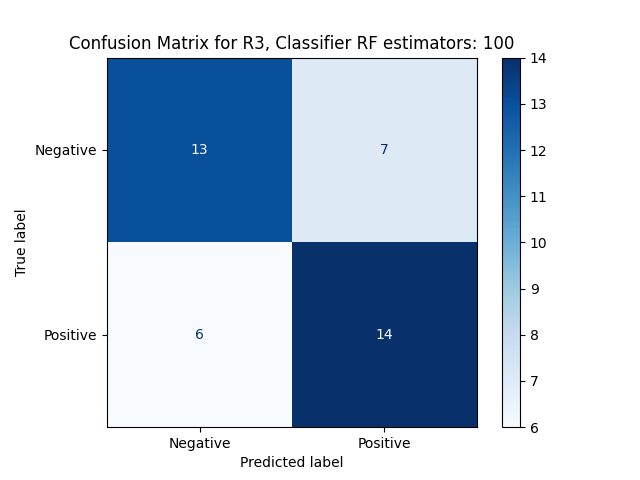 Confusion Matrix for R3, Classifier RF estimators: 100
14
13
12
11
10
9
8
7
6
True label
Negative
13
7
Positive
6
14
Negative
Positive
Predicted label